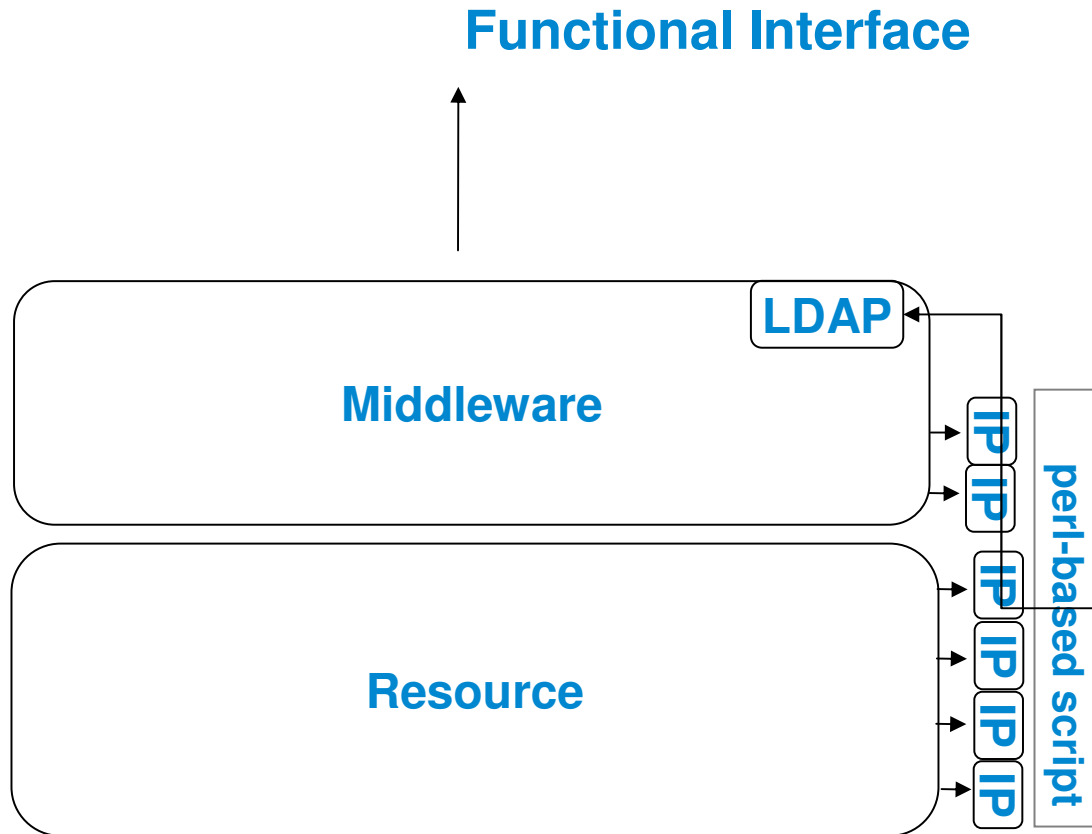 Functional Interface
LDAP
Middleware
IP
IP
IP
IP
IP
IP
perl-based script
Resource